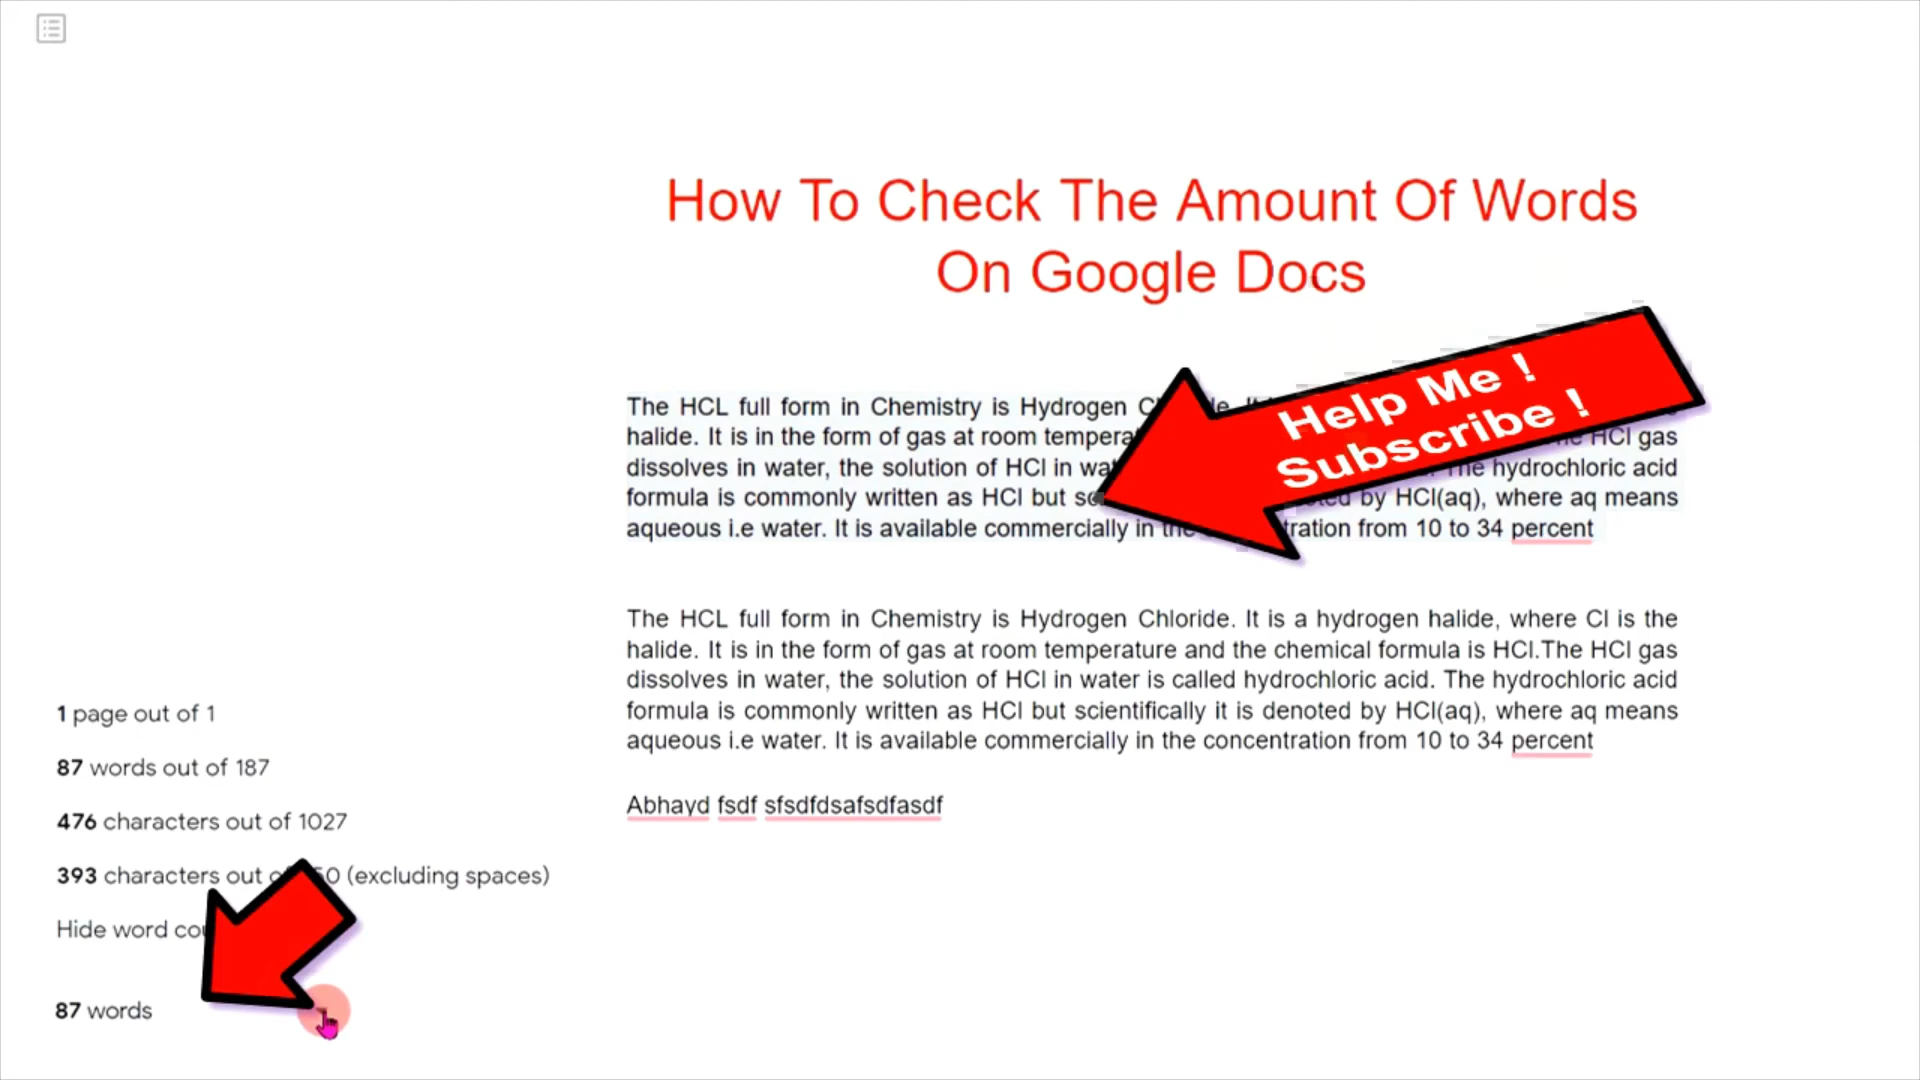 How To Check The Amount Of Words
On Google Docs
Help Me !
Subscribe !
The HCL full form in Chemistry is Hydrogen
halide. It is in the form of gas at room HCl gas
dissolves in water, the solution of HCl in The hydrochloric acid
formula is commonly written as HCl but by HCl(aq), where aq means
aqueous i.e water. It is available commercially in the from 10 to 34 percent
The HCL full form in Chemistry is Hydrogen Chloride. It is a hydrogen halide, where Cl is the
halide. It is in the form of gas at room temperature and the chemical formula is HCl.The HCl gas
dissolves in water, the solution of HCl in water is called hydrochloric acid. The hydrochloric acid
formula is commonly written as HCl but scientifically it is denoted by HCl(aq), where aq means
aqueous i.e water. It is available commercially in the concentration from 10 to 34 percent
Abhayd fsdf sfsdfdsafsdfasdf
1 page out of 1
87 words out of 187
476 characters out of 1027
393 characters out (excluding spaces)
Hide word
87 words